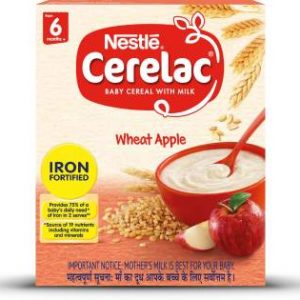 from
6
months +
Nestlé
Cerelac
BABY CEREAL WITH MILK
Wheat Apple
IRON
FORTIFIED
Provides 75% of a
baby's daily need*
of iron in 2 serves**
*Source of 19 nutrients
including vitamins
and minerals
IMPORTANT NOTICE: MOTHER'S MILK IS BEST FOR YOUR BABY.
महत्वपूर्ण सूचना: माँ का दूध आपके बच्चे के लिए सर्वोत्तम है।